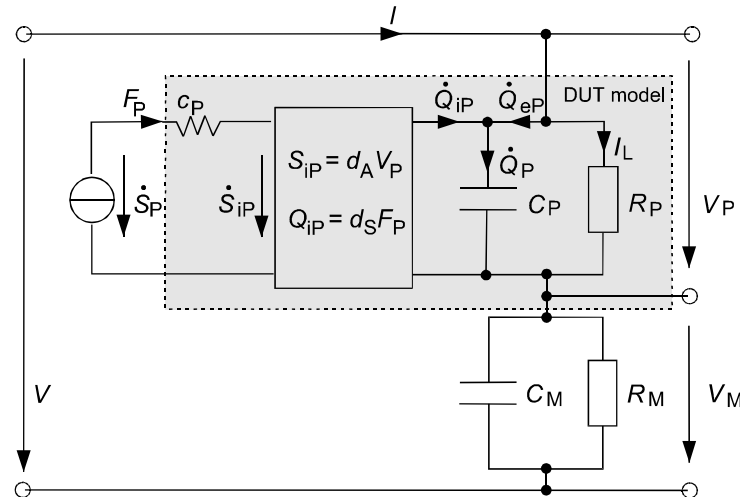 I
F_P
c_P
Q̇_iP
Q̇_eP
DUT model
S_iP = d_A V_P
Q_iP = d_S F_P
Ṡ_P
Ṡ_iP
Q̇_P
I_L
C_P
R_P
V_P
V
C_M
R_M
V_M